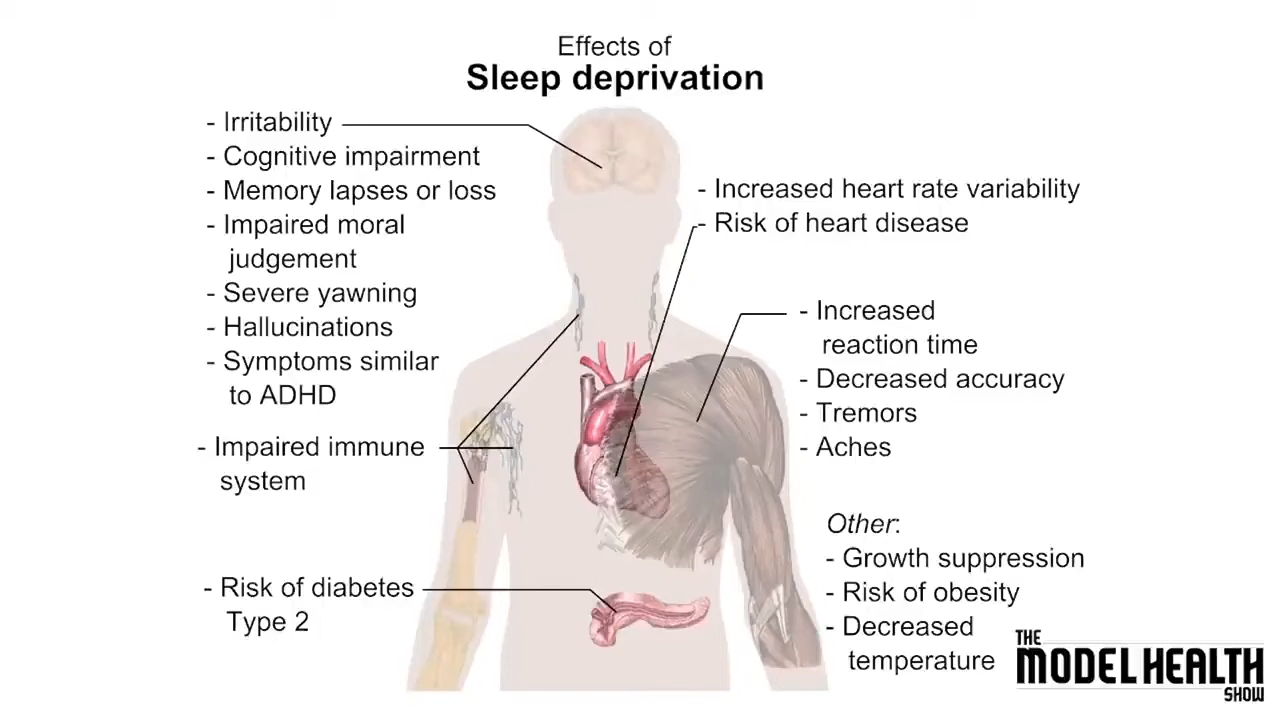 Effects of
Sleep deprivation
- Irritability
- Cognitive impairment
- Memory lapses or loss
- Impaired moral
judgement
- Severe yawning
- Hallucinations
- Symptoms similar
to ADHD
- Impaired immune
system
- Risk of diabetes
Type 2
- Increased heart rate variability
- Risk of heart disease
- Increased
reaction time
- Decreased accuracy
- Tremors
- Aches
Other:
- Growth suppression
- Risk of obesity
- Decreased
temperature
THE
MODEL HEALTH
SHOW